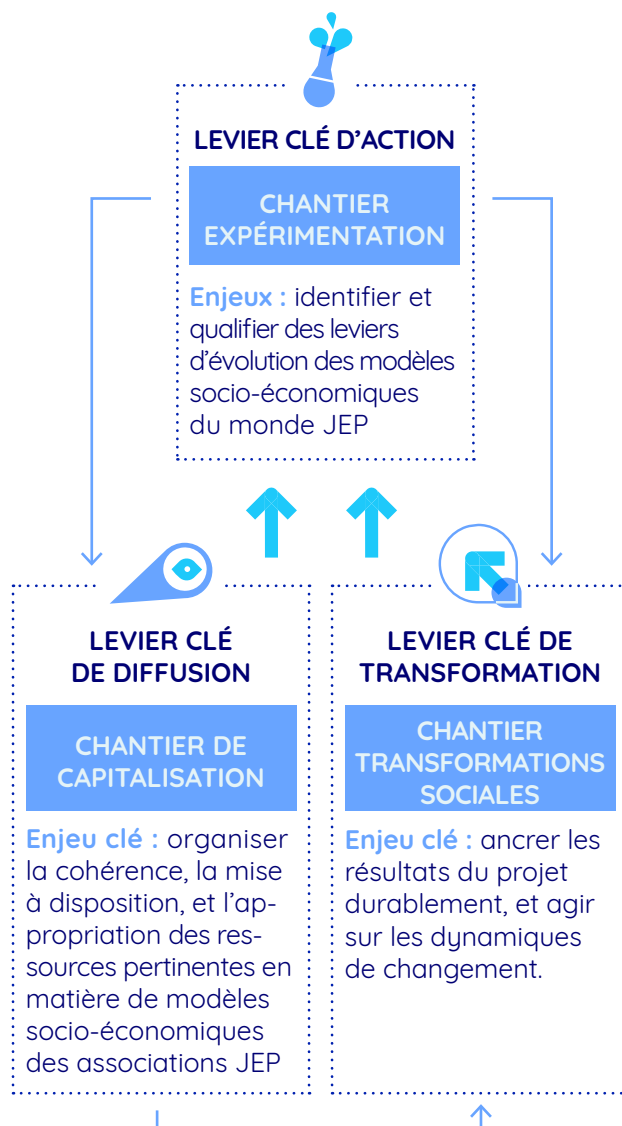 LEVIER CLÉ D’ACTION
CHANTIER
EXPÉRIMENTATION
Enjeux : identifier et
qualifier des leviers
d’évolution des modèles
socio-économiques
du monde JEP
LEVIER CLÉ
DE DIFFUSION
CHANTIER DE
CAPITALISATION
Enjeu clé : organiser
la cohérence, la mise
à disposition, et l’ap-
propriation des res-
sources pertinentes en
matière de modèles
socio-économiques
des associations JEP
LEVIER CLÉ DE
TRANSFORMATION
CHANTIER
TRANSFORMATIONS
SOCIALES
Enjeu clé : ancrer les
résultats du projet
durablement, et agir
sur les dynamiques
de changement.